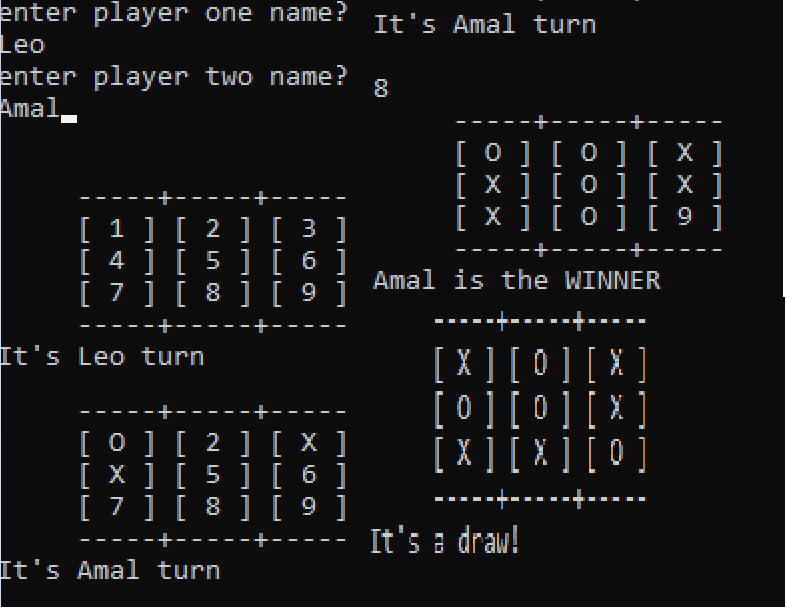 enter player one name?
Leo
enter player two name?
Amal
-----+-----+-----
[ 1 ] [ 2 ] [ 3 ]
[ 4 ] [ 5 ] [ 6 ]
[ 7 ] [ 8 ] [ 9 ]
-----+-----+-----
It's Leo turn
-----+-----+-----
[ O ] [ 2 ] [ X ]
[ X ] [ 5 ] [ 6 ]
[ 7 ] [ 8 ] [ 9 ]
-----+-----+-----
It's Amal turn
It's Amal turn
8
-----+-----+-----
[ O ] [ O ] [ X ]
[ X ] [ O ] [ X ]
[ X ] [ O ] [ 9 ]
-----+-----+-----
Amal is the WINNER
-----+-----+-----
[ X ] [ O ] [ X ]
[ O ] [ O ] [ X ]
[ X ] [ X ] [ O ]
-----+-----+-----
It's a draw!